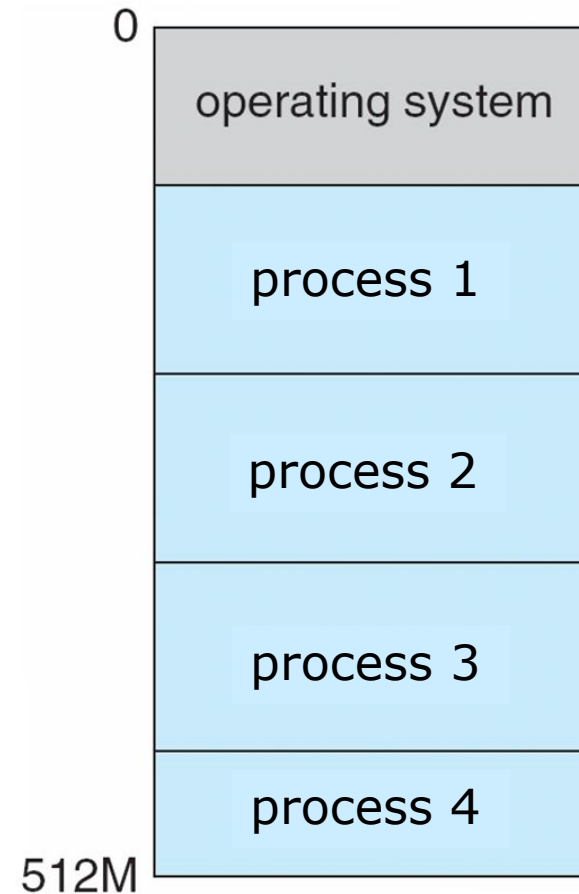 0
operating system
process 1
process 2
process 3
process 4
512M